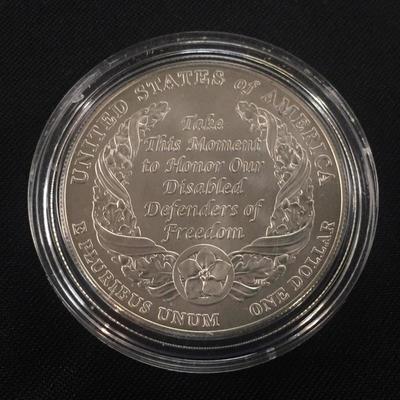 UNITED STATES of AMERICA
Take
This Moment
to Honor Our
Disabled
Defenders of
Freedom
E PLURIBUS UNUM
ONE DOLLAR